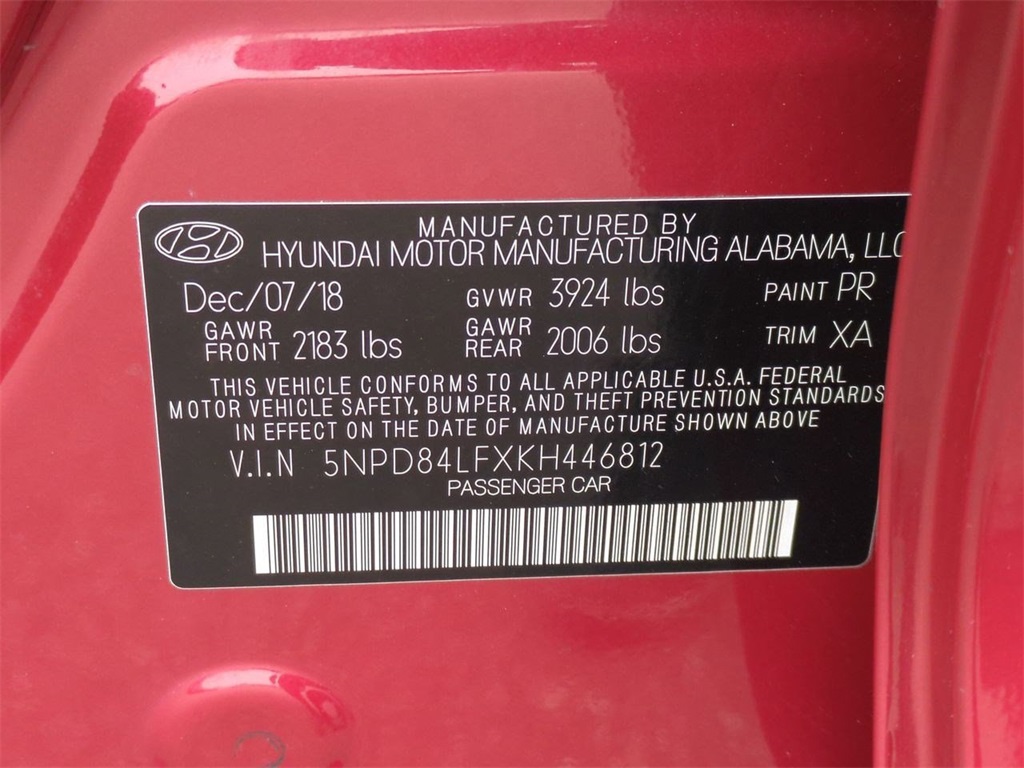 MANUFACTURED BY
HYUNDAI MOTOR MANUFACTURING ALABAMA, LLC
Dec/07/18 GVWR 3924 lbs PAINT PR
GAWR FRONT 2183 lbs GAWR REAR 2006 lbs TRIM XA
THIS VEHICLE CONFORMS TO ALL APPLICABLE U.S.A. FEDERAL
MOTOR VEHICLE SAFETY, BUMPER, AND THEFT PREVENTION STANDARDS
IN EFFECT ON THE DATE OF MANUFACTURE SHOWN ABOVE
V.I.N 5NPD84LFXKH446812
PASSENGER CAR